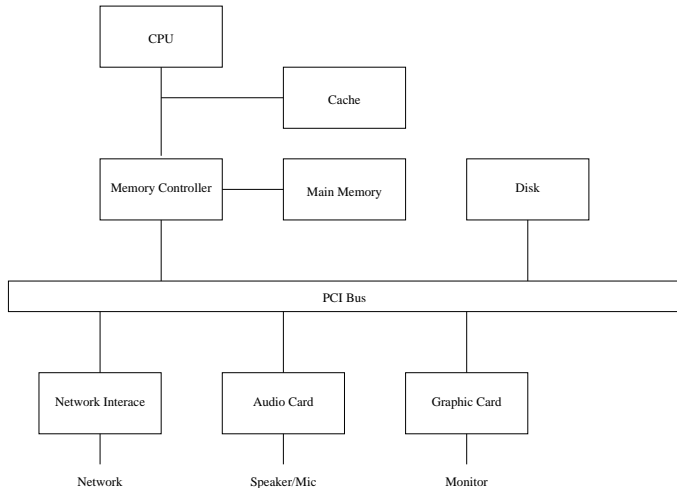 CPU
Cache
Memory Controller
Main Memory
Disk
PCI Bus
Network Interace
Audio Card
Graphic Card
Network
Speaker/Mic
Monitor